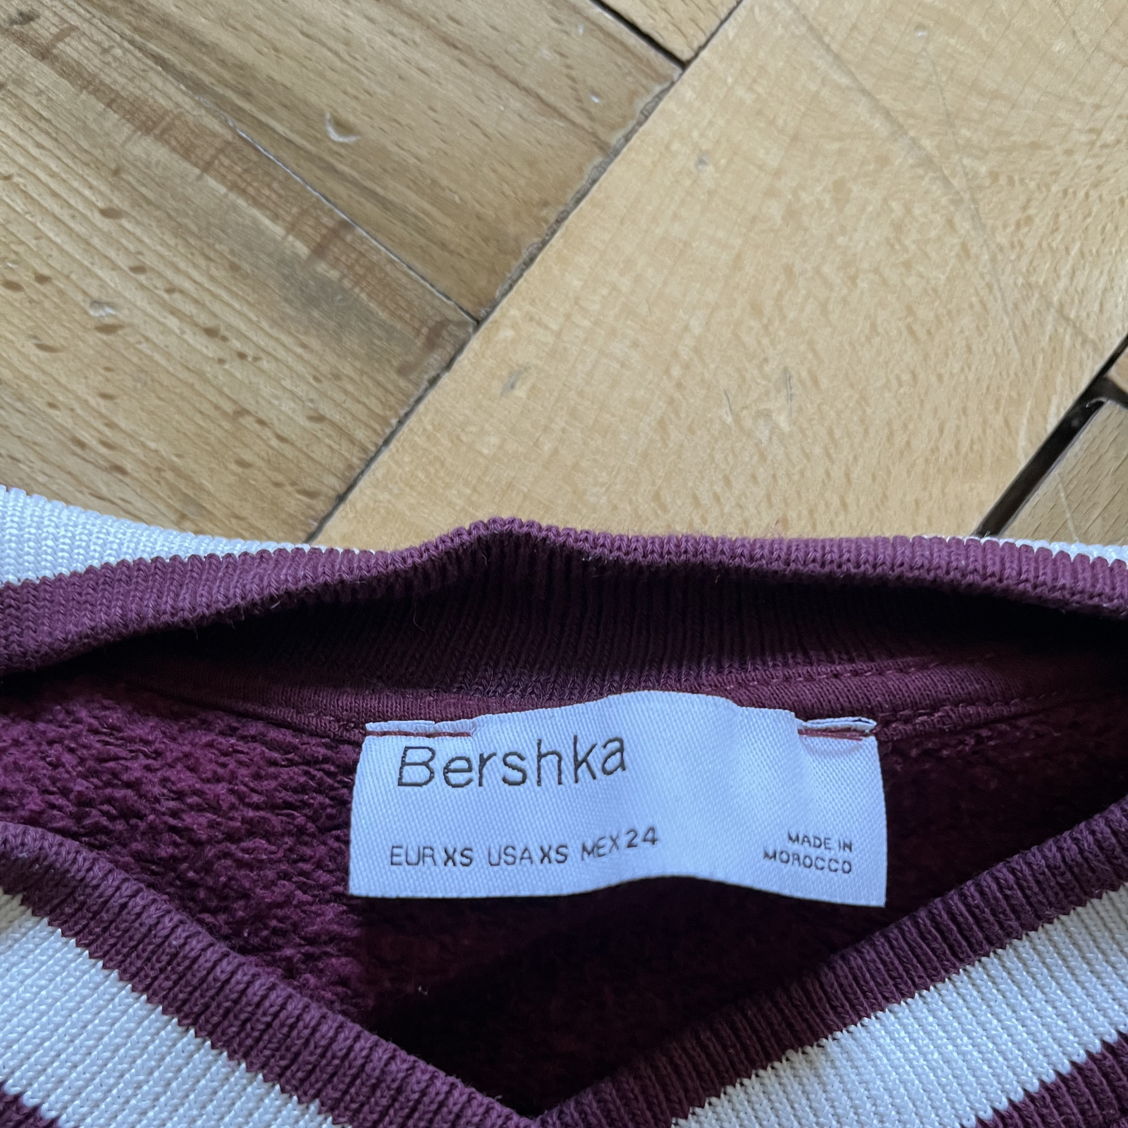 Bershka
EUR XS USA XS MEX 24
MADE IN
MOROCCO